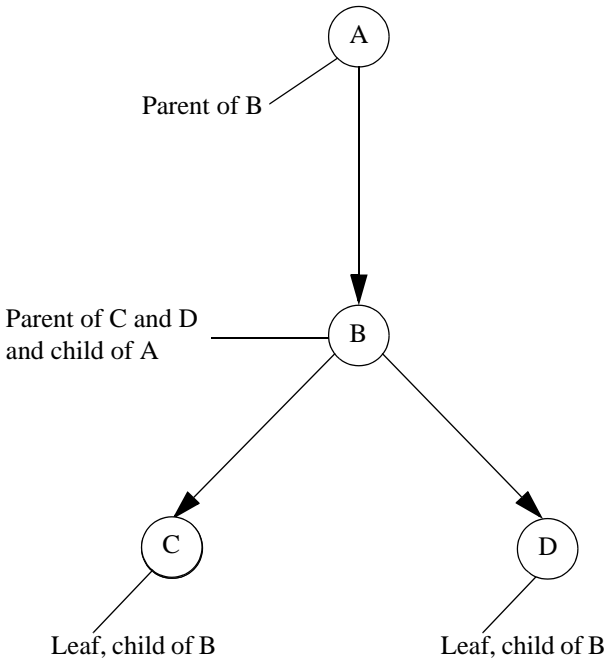 A
Parent of B
Parent of C and D
and child of A
B
C
D
Leaf, child of B
Leaf, child of B